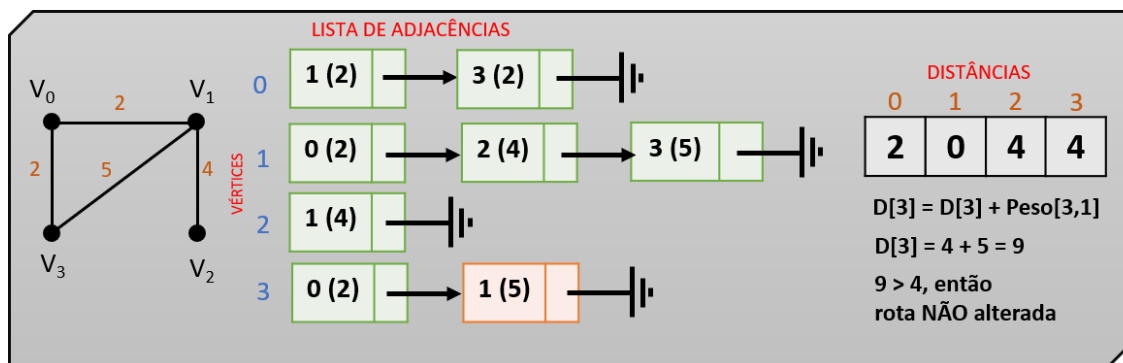 LISTA DE ADJACÊNCIAS
0 1 (2) 3 (2)
1 0 (2) 2 (4) 3 (5)
2 1 (4)
3 0 (2) 1 (5)
VÉRTICES
V0 2 V1
2 5 4
V3 V2
DISTÂNCIAS
0 1 2 3
2 0 4 4
D[3] = D[3] + Peso[3,1]
D[3] = 4 + 5 = 9
9 > 4, então
rota NÃO alterada